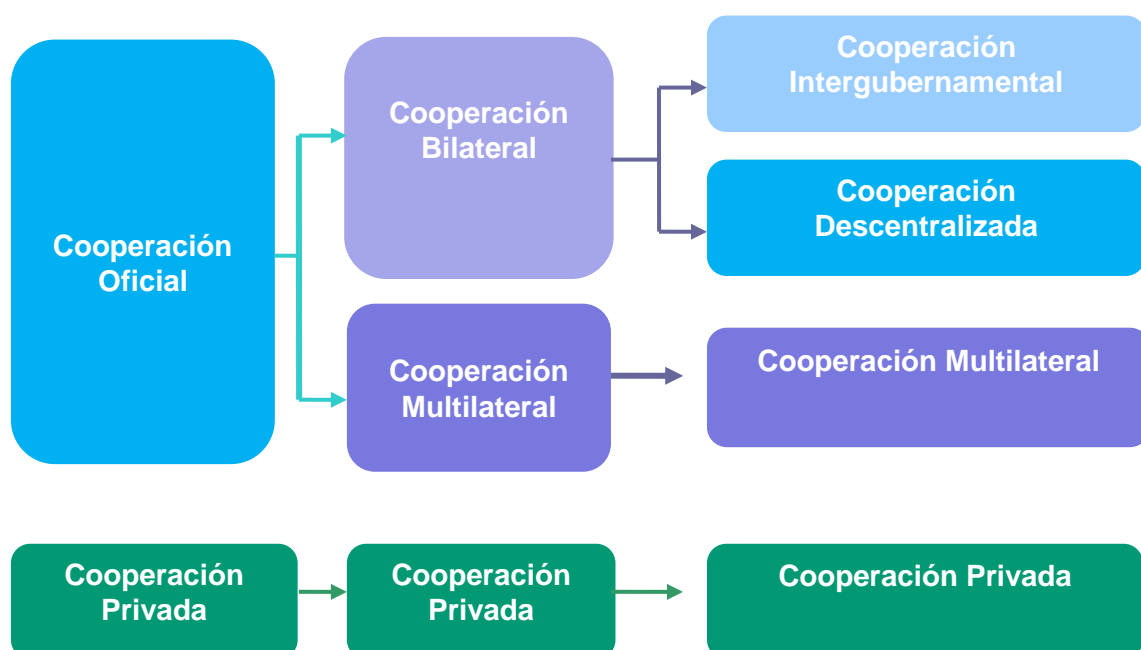 Cooperación
Oficial
Cooperación
Bilateral
Cooperación
Intergubernamental
Cooperación
Descentralizada
Cooperación
Multilateral
Cooperación Multilateral
Cooperación
Privada
Cooperación
Privada
Cooperación Privada